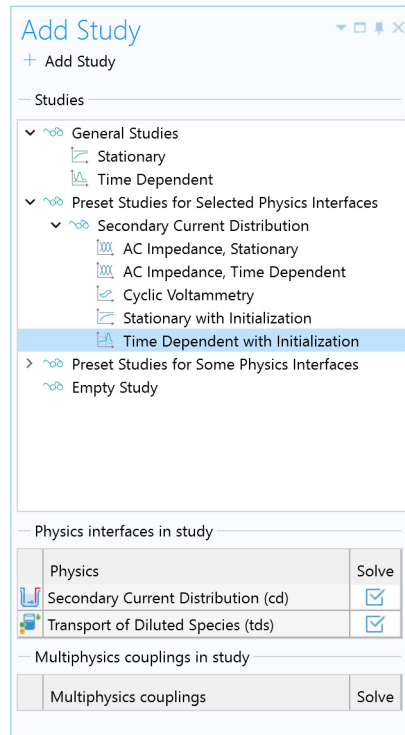 Add Study
+ Add Study
Studies
General Studies
Stationary
Time Dependent
Preset Studies for Selected Physics Interfaces
Secondary Current Distribution
AC Impedance, Stationary
AC Impedance, Time Dependent
Cyclic Voltammetry
Stationary with Initialization
Time Dependent with Initialization
Preset Studies for Some Physics Interfaces
Empty Study
Physics interfaces in study
Physics Solve
Secondary Current Distribution (cd)
Transport of Diluted Species (tds)
Multiphysics couplings in study
Multiphysics couplings Solve